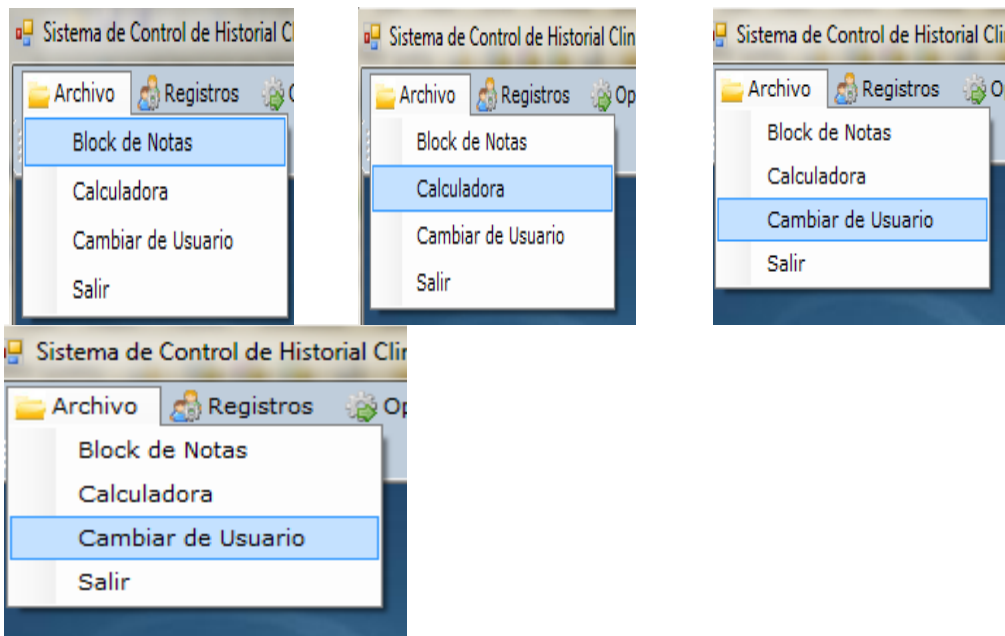 Sistema de Control de Historial
Archivo Registros
Block de Notas
Calculadora
Cambiar de Usuario
Salir
Sistema de Control de Historial Clin
Archivo Registros Op
Block de Notas
Calculadora
Cambiar de Usuario
Salir
Sistema de Control de Historial Cli
Archivo Registros
Block de Notas
Calculadora
Cambiar de Usuario
Salir
Sistema de Control de Historial Clin
Archivo Registros Op
Block de Notas
Calculadora
Cambiar de Usuario
Salir